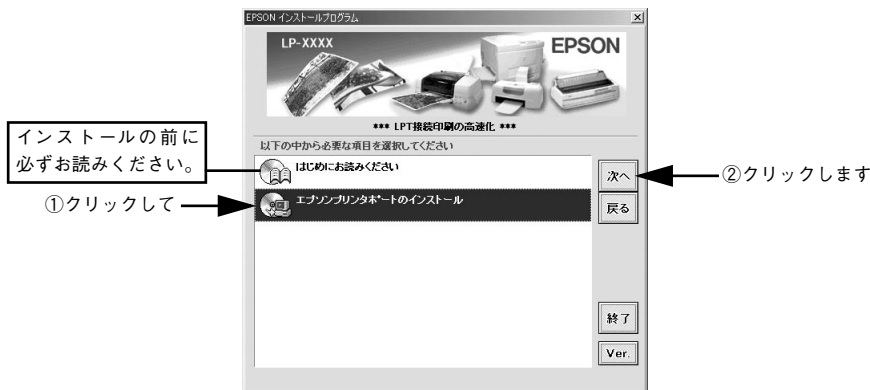 EPSON インストールプログラム
LP-XXXX
EPSON
*** LPT接続印刷の高速化 ***
以下の中から必要な項目を選択してください
インストールの前に
必ずお読みください。
はじめにお読みください
次へ
②クリックします
①クリックして
エプソンプリンタポートのインストール
戻る
終了
Ver.